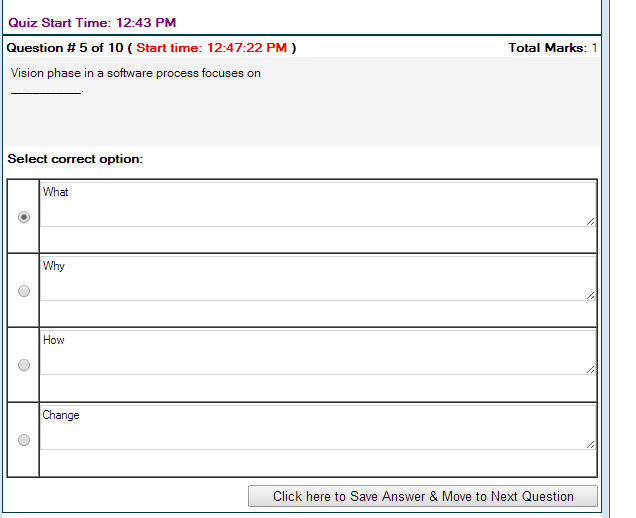 Quiz Start Time: 12:43 PM
Question # 5 of 10 ( Start time: 12:47:22 PM ) Total Marks: 1
Vision phase in a software process focuses on
__________.
Select correct option:
What
Why
How
Change
Click here to Save Answer & Move to Next Question